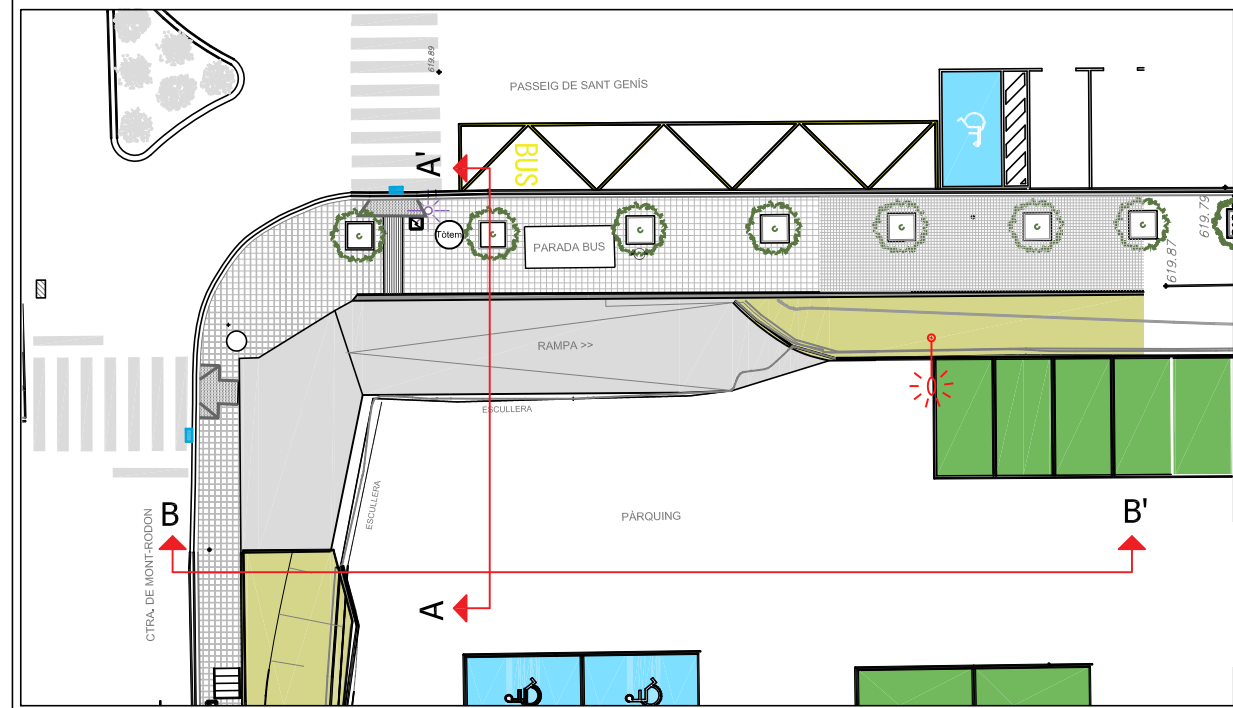 619.89
PASSEIG DE SANT GENÍS
BUS
A'
Tòtem
PARADA BUS
619.79
619.87
RAMPA >>
ESCULLERA
ESCULLERA
PÀRQUING
B
B'
CTRA. DE MONT-RODON
A